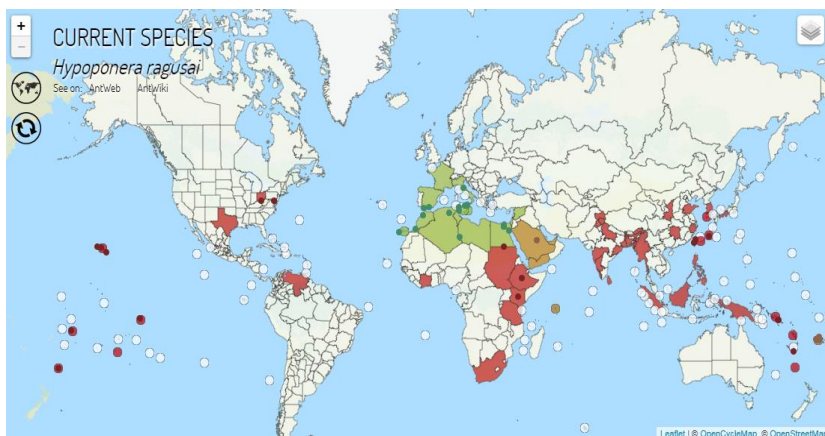 +
CURRENT SPECIES
−
Hypoponera ragusai
See on: AntWeb AntWiki
Leaflet | © OpenCycleMap, © OpenStreetMap